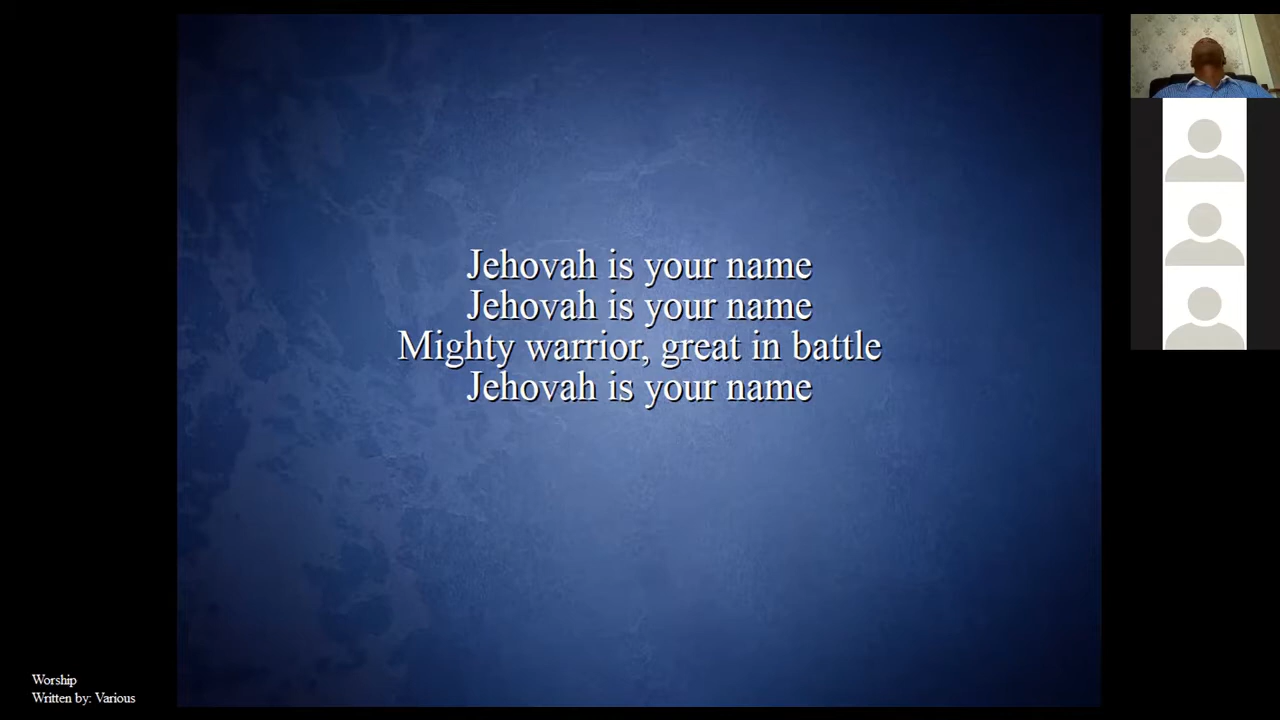 Jehovah is your name
Jehovah is your name
Mighty warrior, great in battle
Jehovah is your name
Worship
Written by: Various